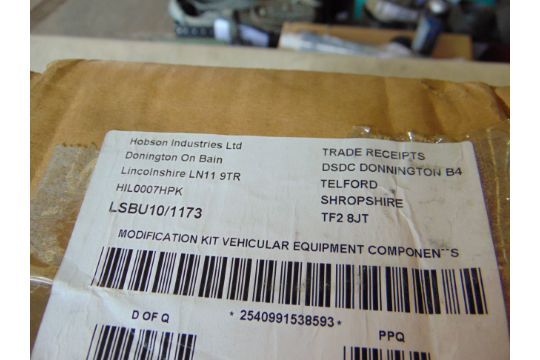 Hobson Industries Ltd
Donington On Bain
Lincolnshire LN11 9TR
HIL0007HPK
LSBU10/1173
TRADE RECEIPTS
DSDC DONNINGTON B4
TELFORD
SHROPSHIRE
TF2 8JT
MODIFICATION KIT VEHICULAR EQUIPMENT COMPONENTS
* 2540991538593 *
D OF Q
PPQ